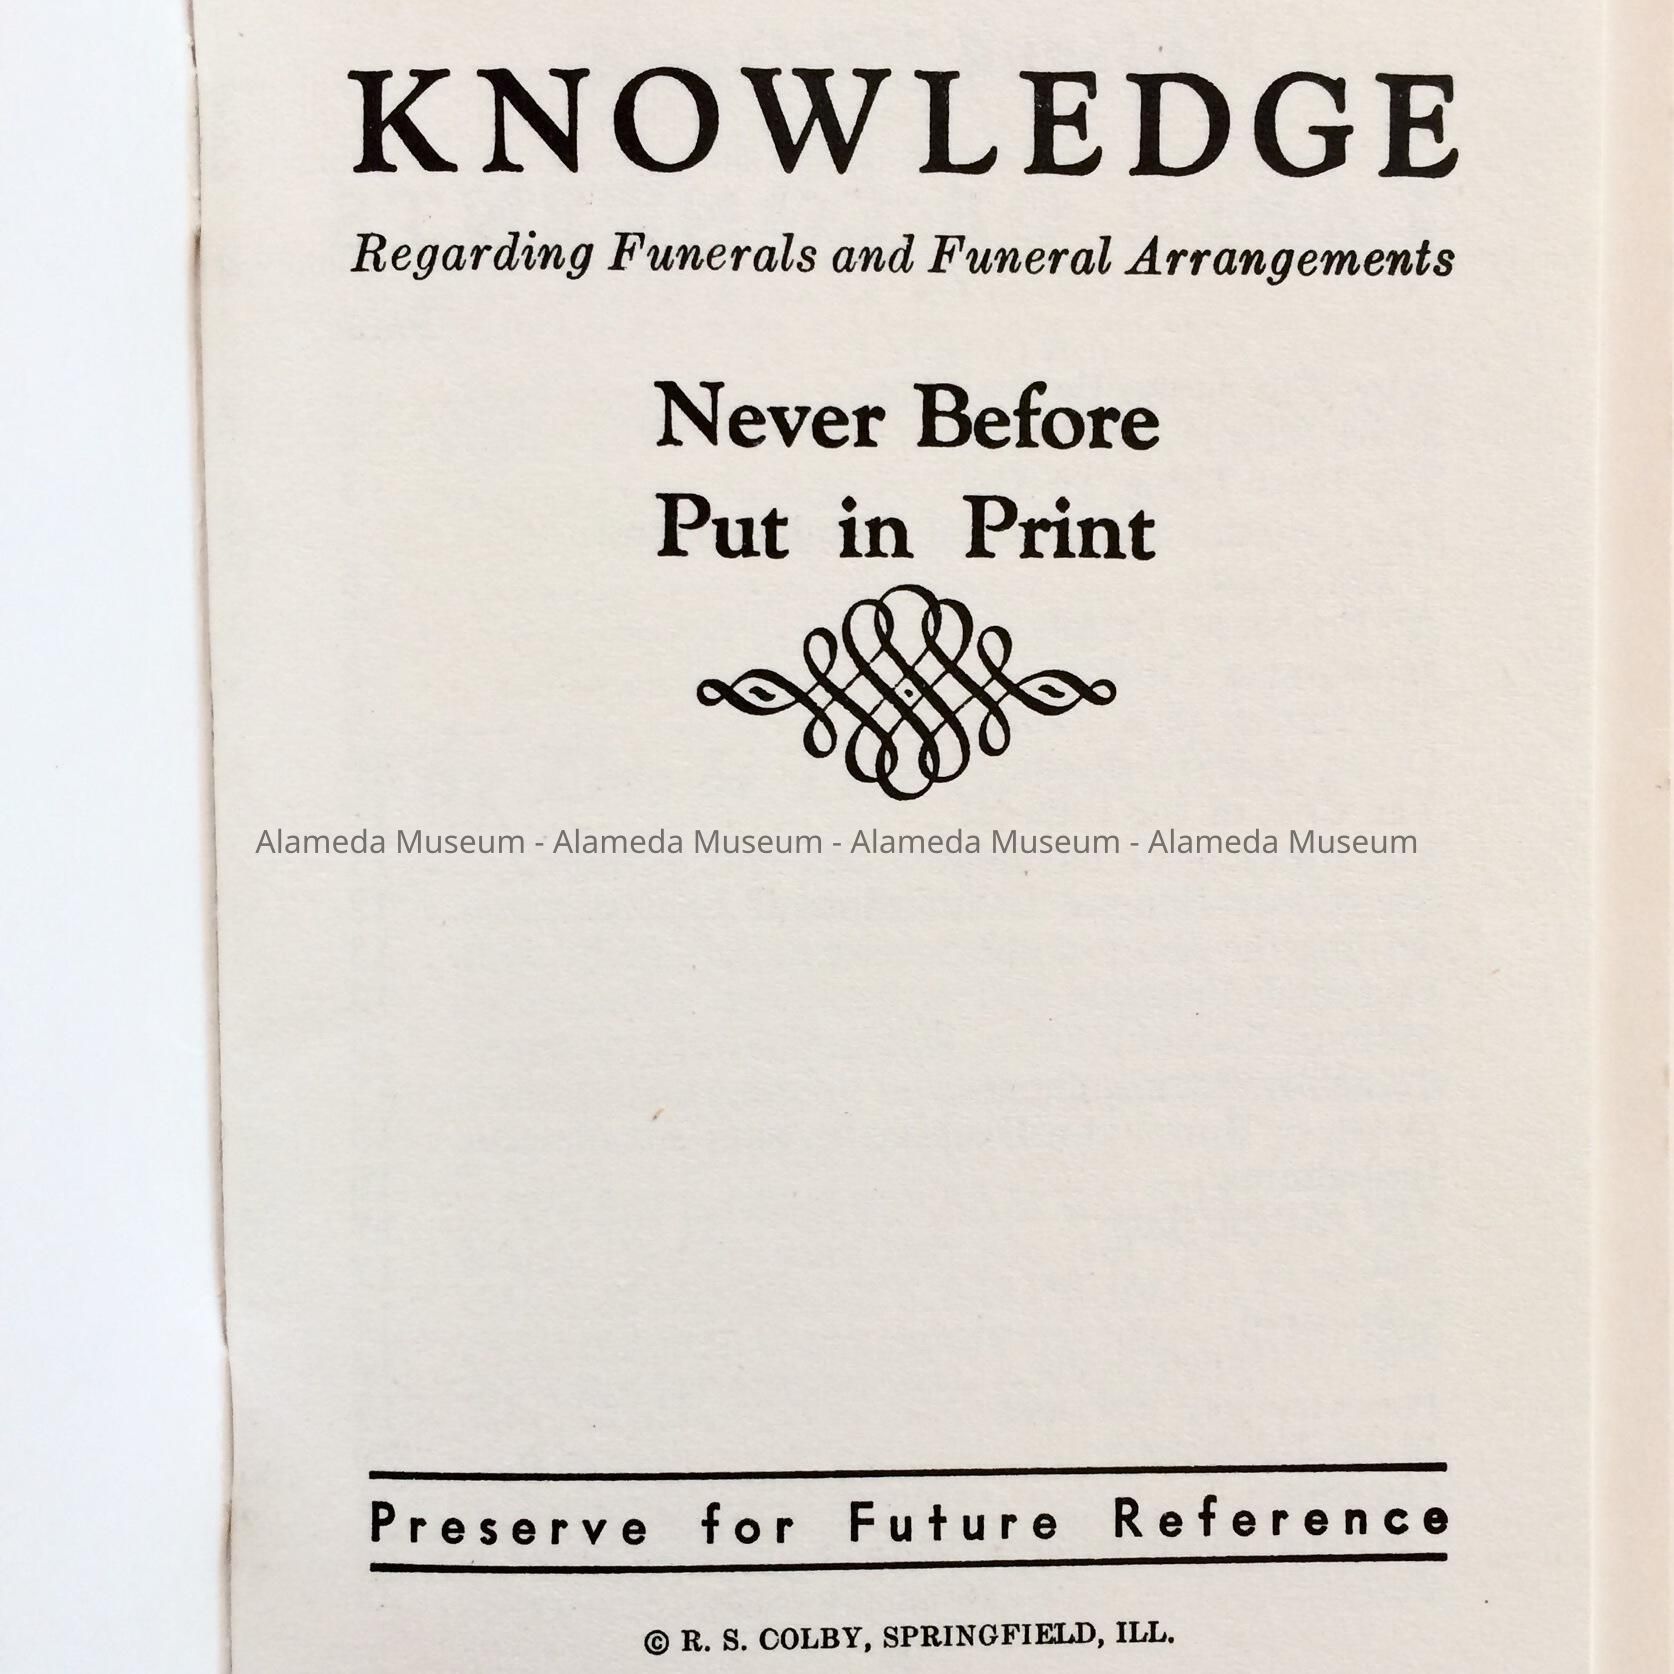 KNOWLEDGE
Regarding Funerals and Funeral Arrangements
Never Before
Put in Print
Alameda Museum - Alameda Museum - Alameda Museum - Alameda Museum
Preserve for Future Reference
© R. S. COLBY, SPRINGFIELD, ILL.